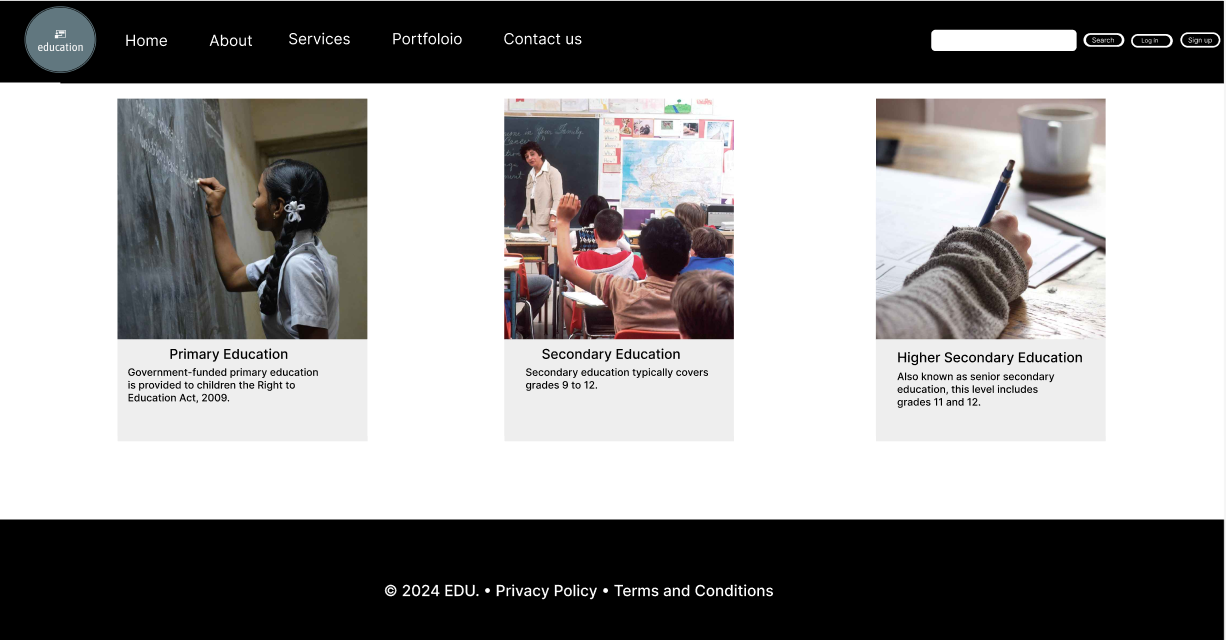 education
Home
About
Services
Portfoloio
Contact us
Search
Log in
Sign up
Primary Education
Government-funded primary education
is provided to children the Right to
Education Act, 2009.
Secondary Education
Secondary education typically covers
grades 9 to 12.
Higher Secondary Education
Also known as senior secondary
education, this level includes
grades 11 and 12.
© 2024 EDU. • Privacy Policy • Terms and Conditions